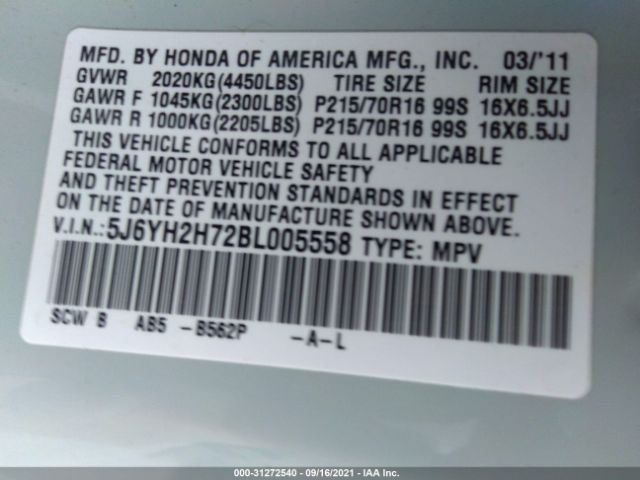 MFD. BY HONDA OF AMERICA MFG., INC. 03/'11
GVWR 2020KG(4450LBS) TIRE SIZE RIM SIZE
GAWR F 1045KG(2300LBS) P215/70R16 99S 16X6.5JJ
GAWR R 1000KG(2205LBS) P215/70R16 99S 16X6.5JJ
THIS VEHICLE CONFORMS TO ALL APPLICABLE
FEDERAL MOTOR VEHICLE SAFETY
AND THEFT PREVENTION STANDARDS IN EFFECT
ON THE DATE OF MANUFACTURE SHOWN ABOVE.
V.I.N.:5J6YH2H72BL005558 TYPE: MPV
SCW B AB5 -B562P -A-L
000-31272540 - 09/16/2021 - IAA Inc.